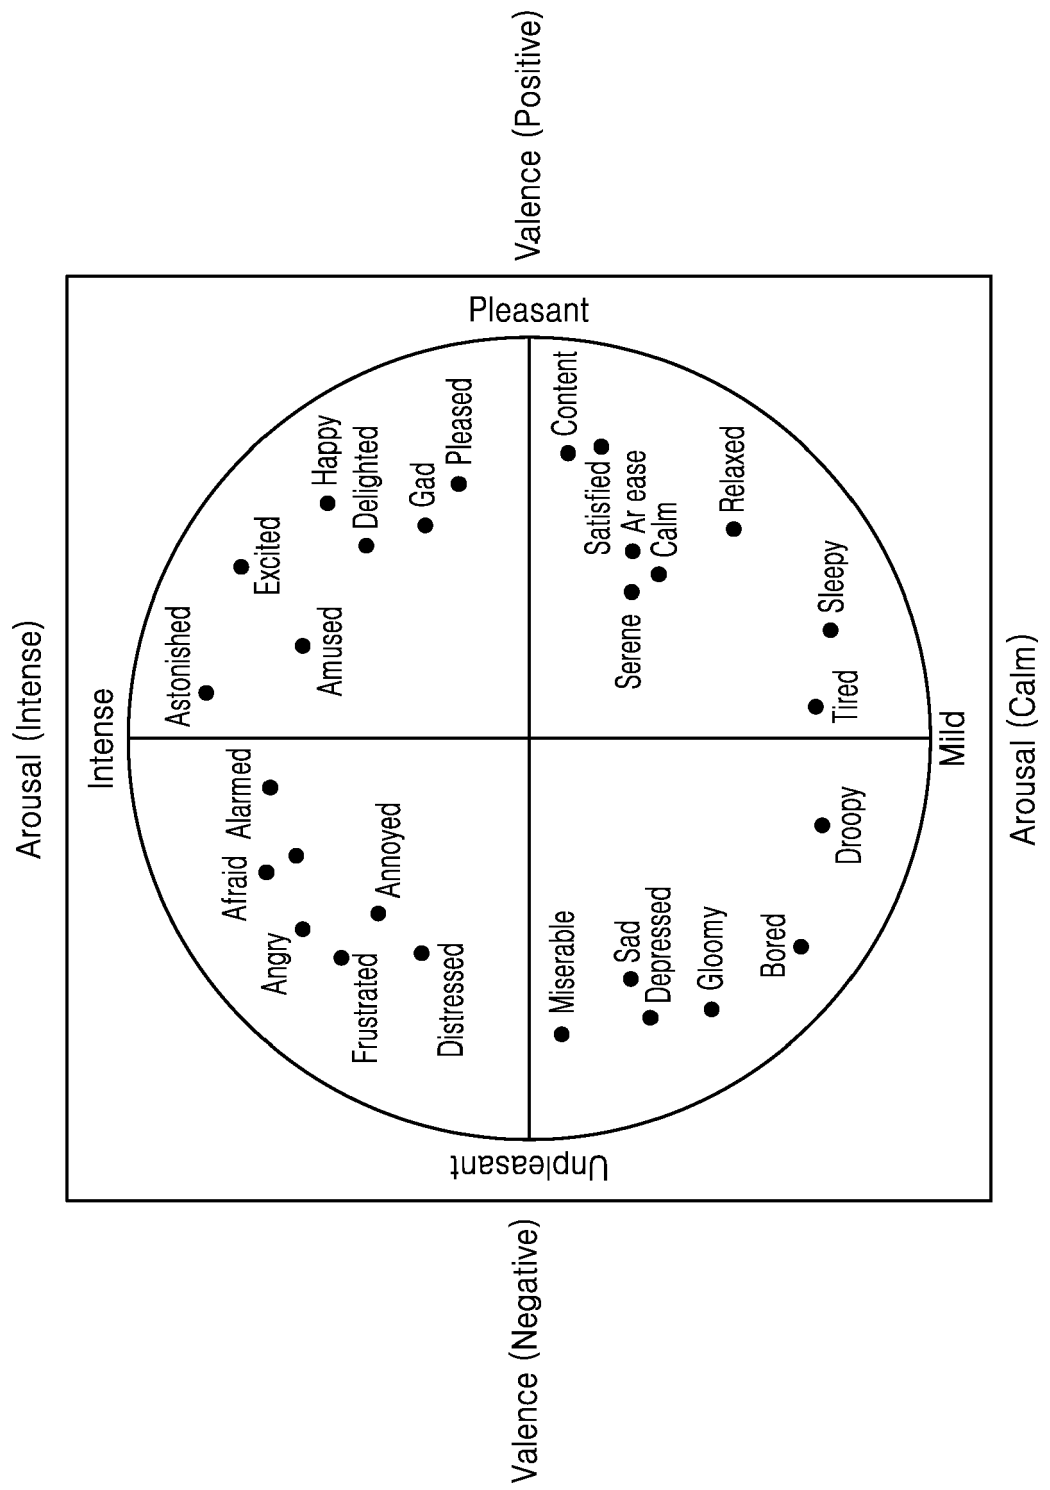 Arousal (Intense)
Intense
Astonished
Excited
Amused
Happy
Delighted
Gad
Pleased
Alarmed
Afraid
Angry
Annoyed
Frustrated
Distressed
Valence (Negative)
Unpleasant
Pleasant
Valence (Positive)
Miserable
Sad
Depressed
Gloomy
Bored
Droopy
Content
Satisfied
Ar ease
Calm
Serene
Relaxed
Sleepy
Tired
Mild
Arousal (Calm)